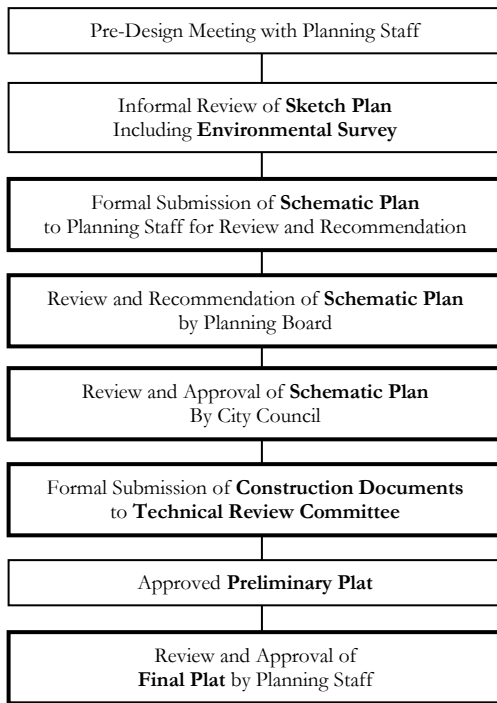 Pre-Design Meeting with Planning Staff
Informal Review of Sketch Plan
Including Environmental Survey
Formal Submission of Schematic Plan
to Planning Staff for Review and Recommendation
Review and Recommendation of Schematic Plan
by Planning Board
Review and Approval of Schematic Plan
By City Council
Formal Submission of Construction Documents
to Technical Review Committee
Approved Preliminary Plat
Review and Approval of
Final Plat by Planning Staff